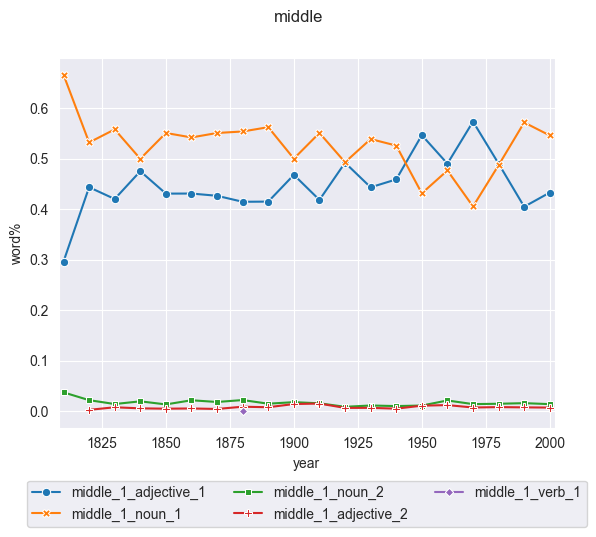 middle
0.6
0.5
0.4
0.3
0.2
0.1
0.0
word%
1825 1850 1875 1900 1925 1950 1975 2000
year
middle_1_adjective_1 middle_1_noun_2 middle_1_verb_1
middle_1_noun_1 middle_1_adjective_2